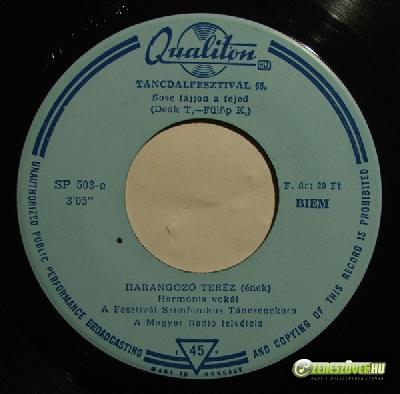 Qualiton
TÁNCDALFESZTIVÁL 68.
Sose fájjon a fejed
(Deák T.—Fülöp K.)
SP 503-a
3'05"
F. ár: 20 Ft
BIEM
HARANGOZÓ TERÉZ (ének)
Harmónia vokál
A Fesztivál Szimfonikus Tánczenekara
A Magyar Rádió felvétele
45
MADE IN HUNGARY
UNAUTHORIZED PUBLIC PERFORMANCE BROADCASTING AND COPYING OF THIS RECORD IS PROHIBITED
ZENESZÖVEG.HU